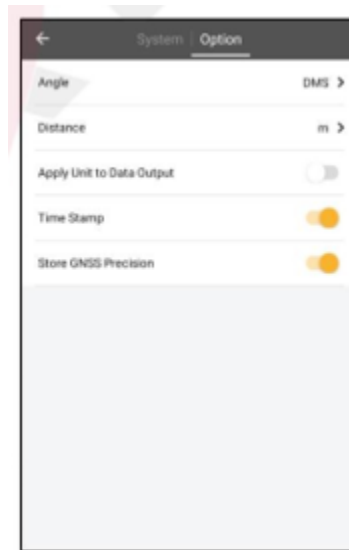 System | Option
Angle DMS >
Distance m >
Apply Unit to Data Output
Time Stamp
Store GNSS Precision